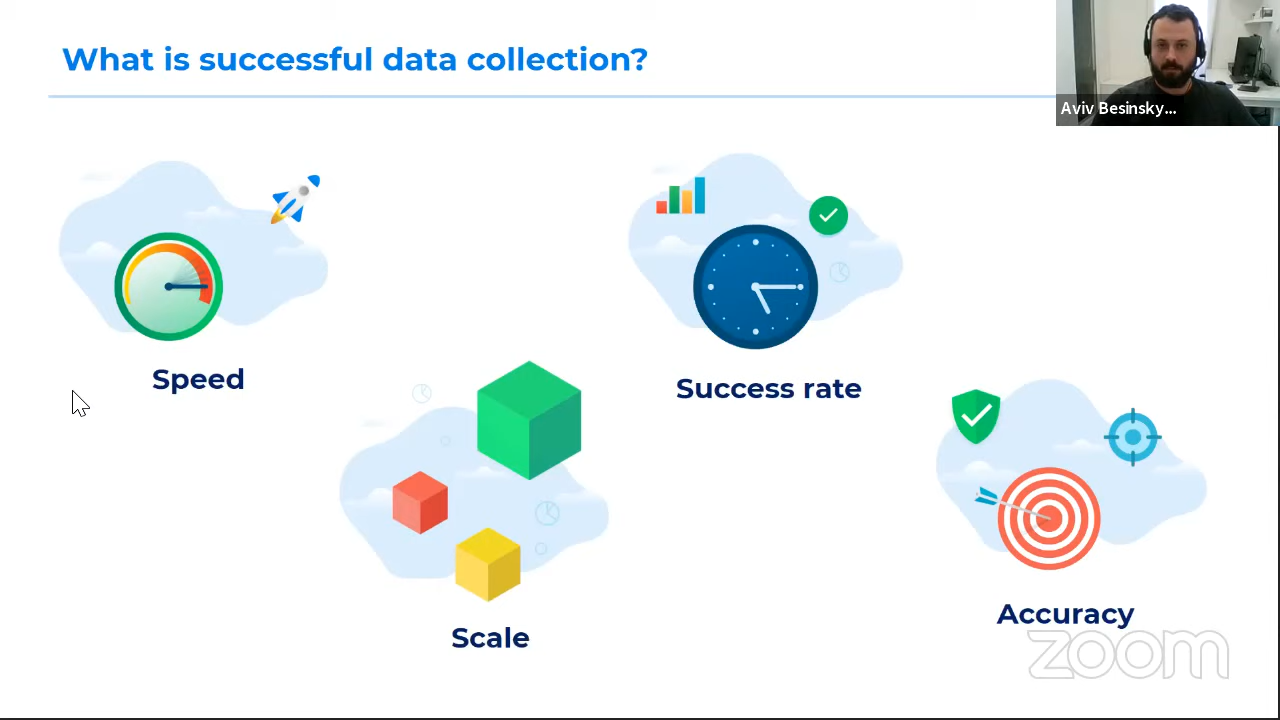 What is successful data collection?
Aviv Besinsky...
Speed
Success rate
Scale
Accuracy
zoom